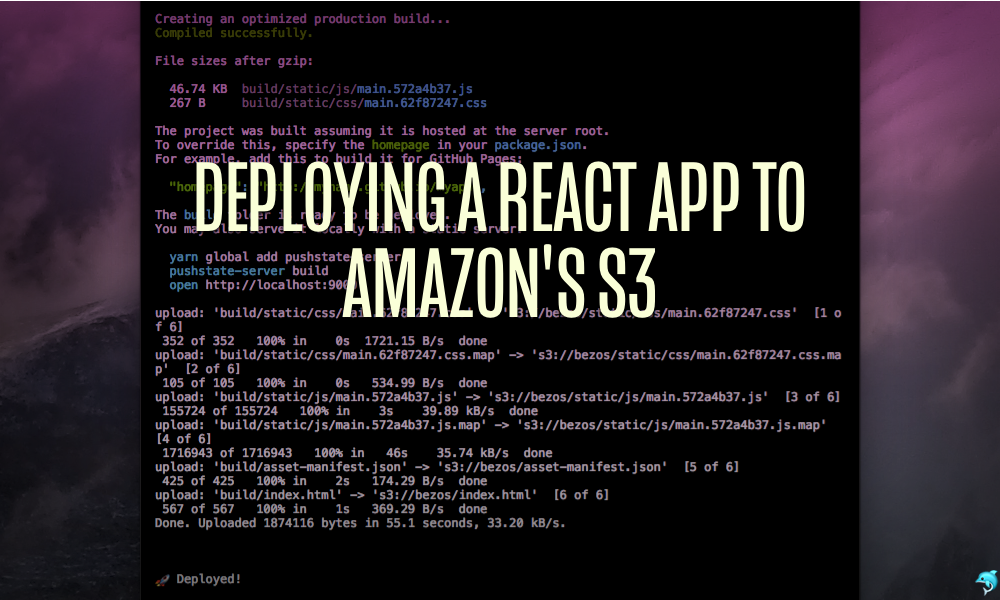 Creating an optimized production build...
Compiled successfully.
File sizes after gzip:
46.74 KB build/static/js/main.572a4b37.js
267 B build/static/css/main.62f87247.css
The project was built assuming it is hosted at the server root.
To override this, specify the homepage in your package.json.
For example, add this to build it for GitHub Pages:
DEPLOYING A REACT APP TO
AMAZON'S S3
The
You may
yarn global add pushstate-server
pushstate-server build
open http://localhost:9000
upload: 'build/static/css/ main.62f87247.css' [1 o
f 6]
352 of 352 100% in 0s 1721.15 B/s done
upload: 'build/static/css/main.62f87247.css.map' -> 's3://bezos/static/css/main.62f87247.css.ma
p' [2 of 6]
105 of 105 100% in 0s 534.99 B/s done
upload: 'build/static/js/main.572a4b37.js' -> 's3://bezos/static/js/main.572a4b37.js' [3 of 6]
155724 of 155724 100% in 3s 39.89 kB/s done
upload: 'build/static/js/main.572a4b37.js.map' -> 's3://bezos/static/js/main.572a4b37.js.map'
[4 of 6]
1716943 of 1716943 100% in 46s 35.74 kB/s done
upload: 'build/asset-manifest.json' -> 's3://bezos/asset-manifest.json' [5 of 6]
425 of 425 100% in 2s 174.29 B/s done
upload: 'build/index.html' -> 's3://bezos/index.html' [6 of 6]
567 of 567 100% in 1s 369.29 B/s done
Done. Uploaded 1874116 bytes in 55.1 seconds, 33.20 kB/s.
🚀 Deployed!